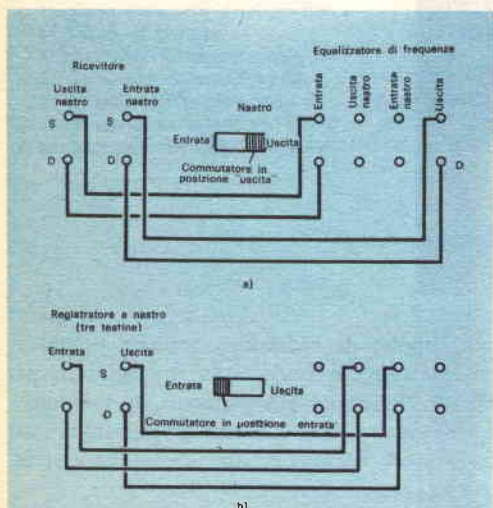 Ricevitore
Equalizzatore di frequenze
Uscita nastro
Entrata nastro
Nastro
Entrata
Uscita nastro
Entrata nastro
Uscita
S
S
Entrata
Uscita
Commutatore in posizione "uscita"
D
D
D
a)
Registratore a nastro
(tre testine)
Entrata
Uscita
S
Entrata
Uscita
D
Commutatore in posizione entrata
b)